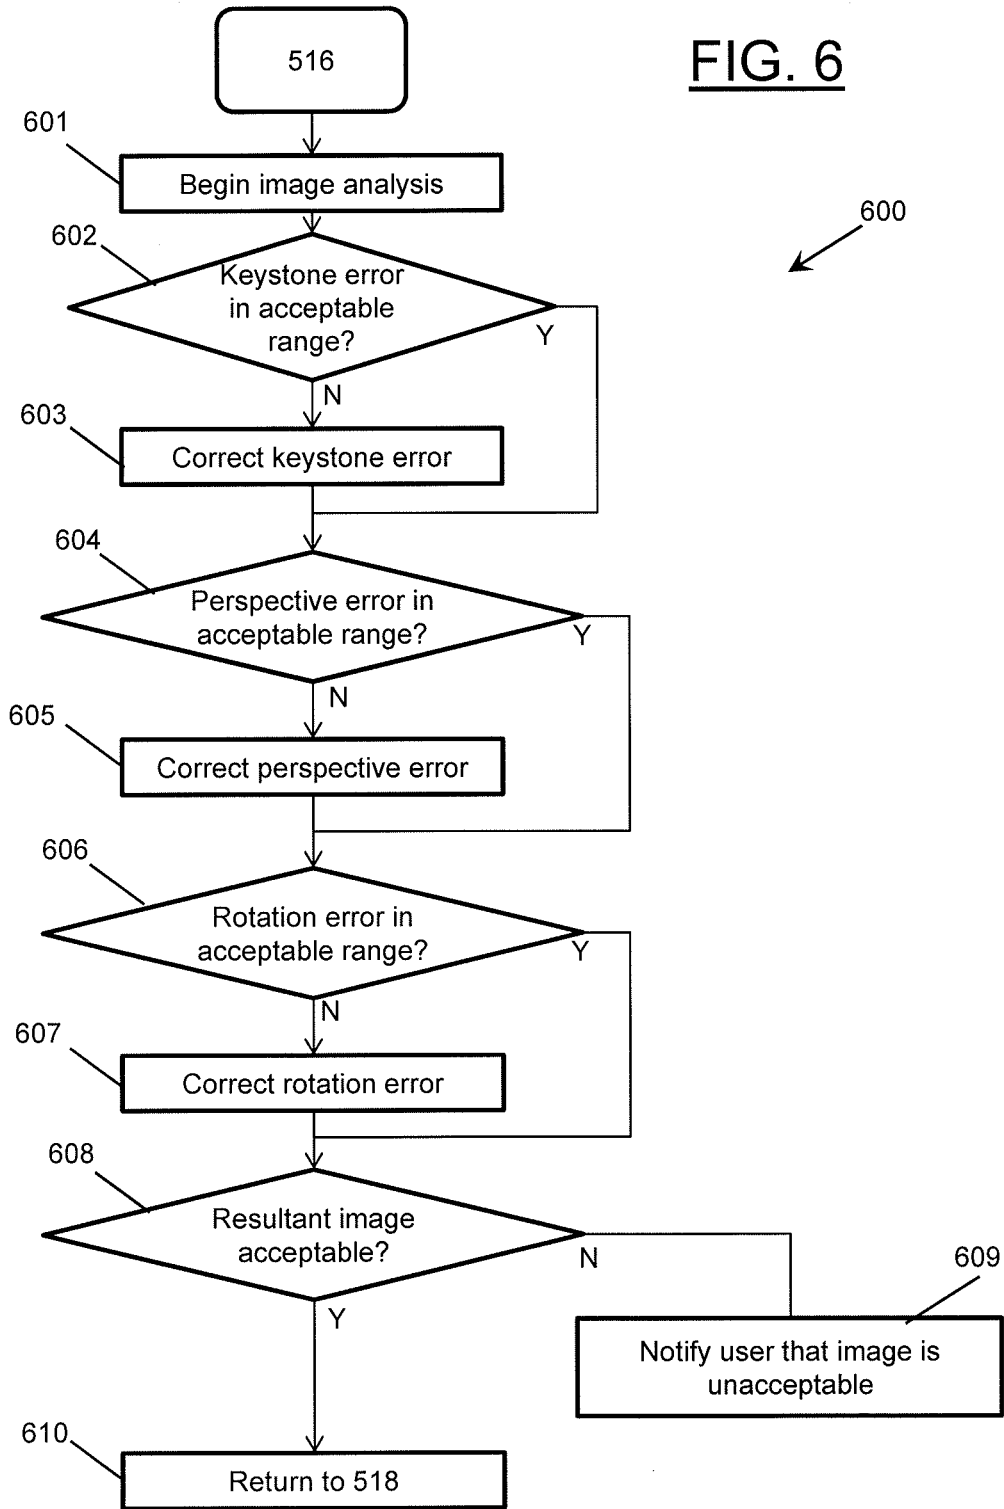 516
FIG. 6
601
Begin image analysis
600
602
Keystone error
in acceptable
range?
Y
N
603
Correct keystone error
604
Perspective error in
acceptable range?
Y
N
605
Correct perspective error
606
Rotation error in
acceptable range?
Y
N
607
Correct rotation error
608
Resultant image
acceptable?
N
Y
609
Notify user that image is
unacceptable
610
Return to 518